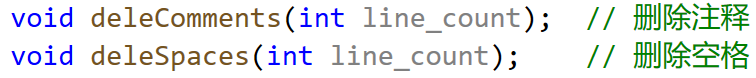 void deleComments(int line_count);  // 删除注释
void deleSpaces(int line_count);    // 删除空格